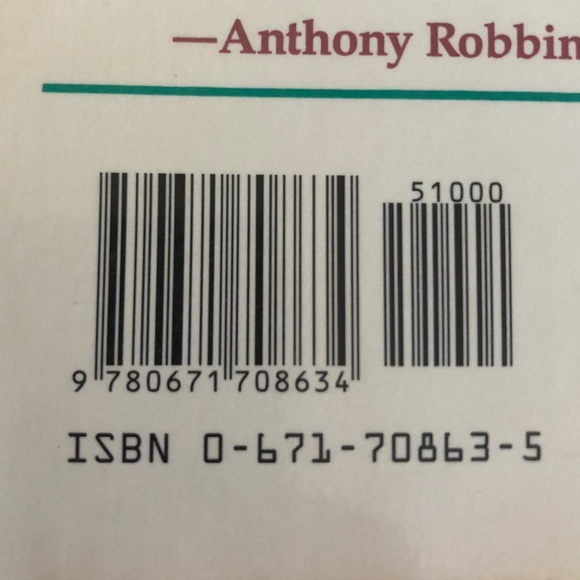 —Anthony Robbin
51000
9 780671 708634
ISBN 0-671-70863-5